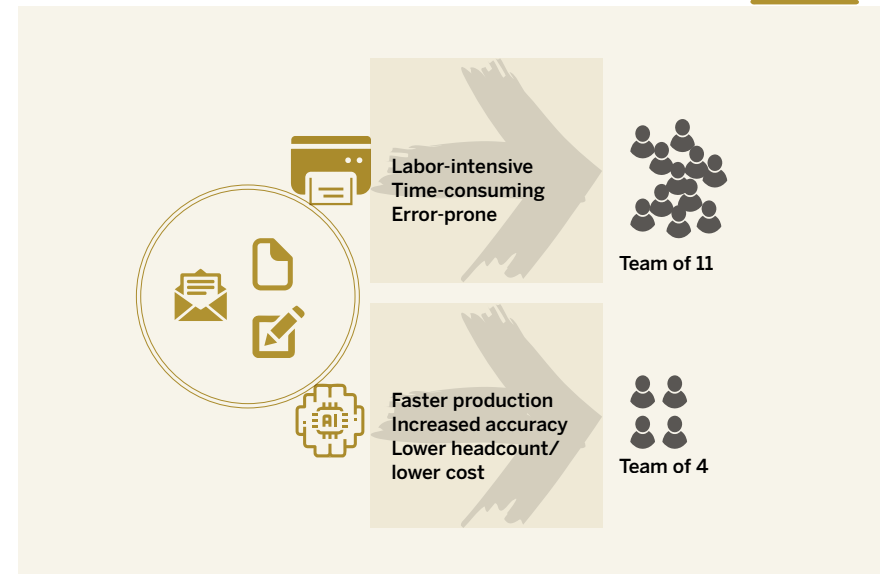 Labor-intensive
Time-consuming
Error-prone
Team of 11
AI
Faster production
Increased accuracy
Lower headcount/
lower cost
Team of 4